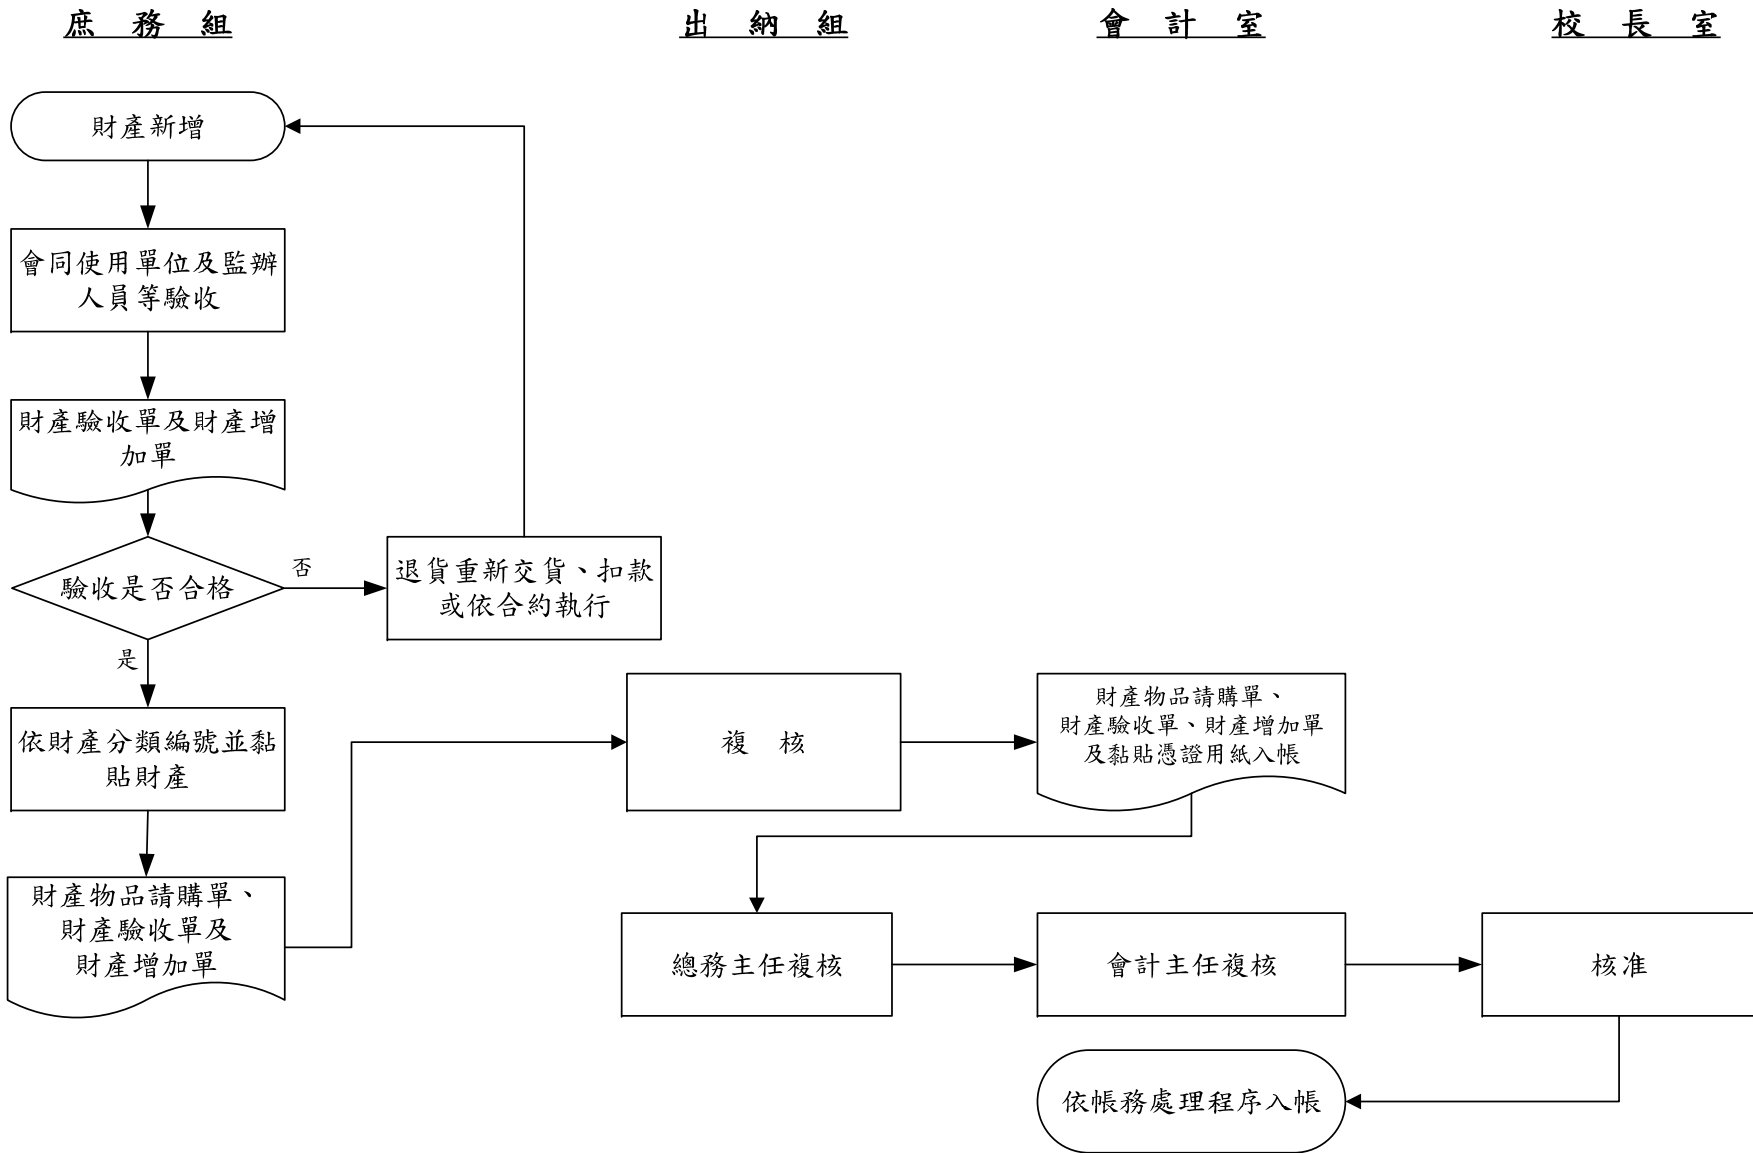 庶務組
出納組
會計室
校長室
財產新增
會同使用單位及監辦
人員等驗收
財產驗收單及財產增
加單
驗收是否合格
否
退貨重新交貨、扣款
或依合約執行
是
依財產分類編號並黏
貼財產
複核
財產物品請購單、
財產驗收單、財產增加單
及黏貼憑證用紙入帳
財產物品請購單、
財產驗收單及
財產增加單
總務主任複核
會計主任複核
核准
依帳務處理程序入帳